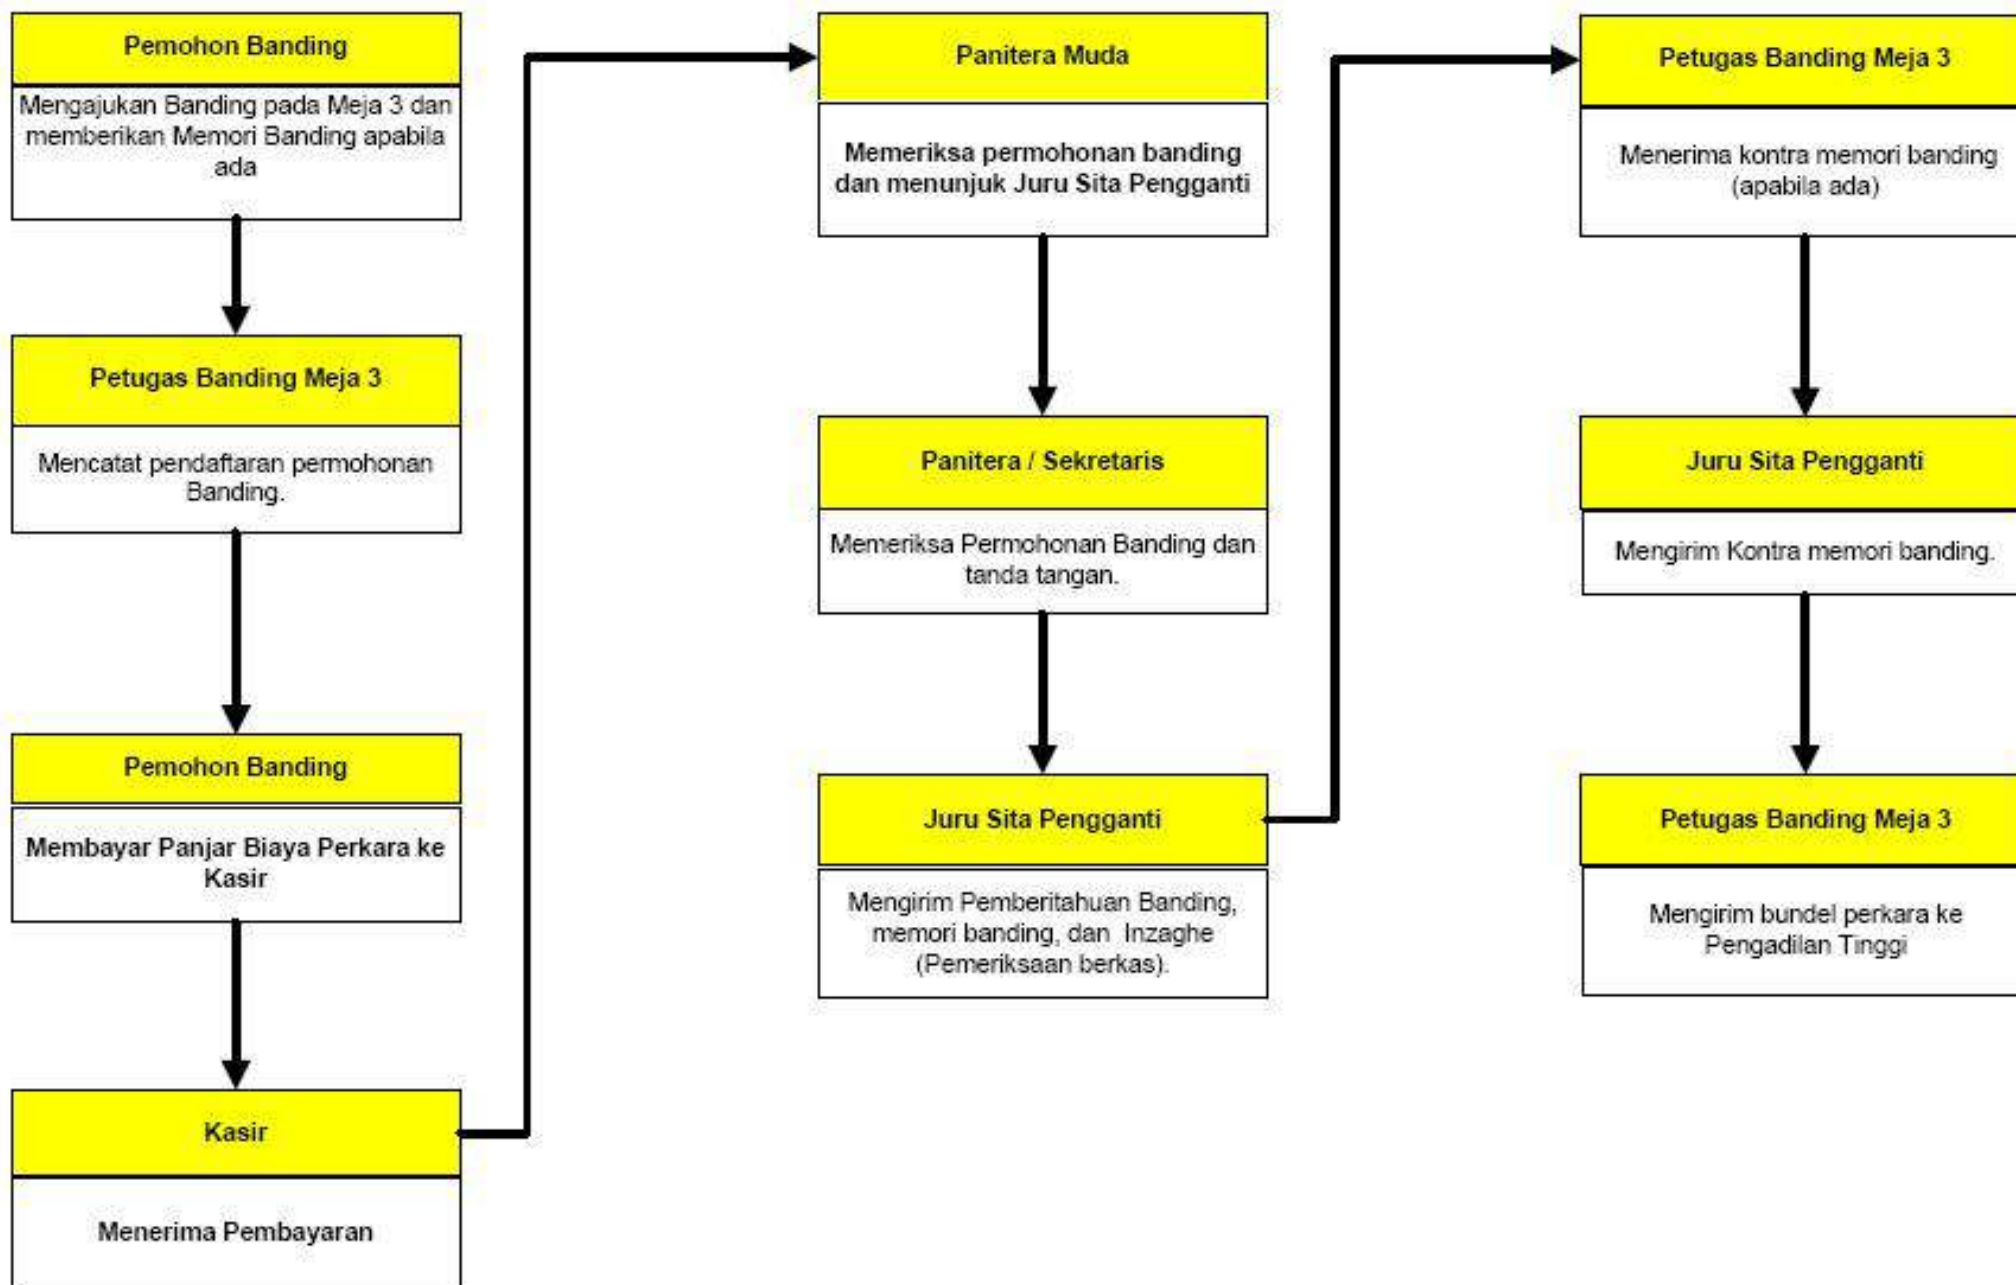 Pemohon Banding
Mengajukan Banding pada Meja 3 dan
memberikan Memori Banding apabila
ada
Petugas Banding Meja 3
Mencatat pendaftaran permohonan
Banding.
Pemohon Banding
Membayar Panjar Biaya Perkara ke
Kasir
Kasir
Menerima Pembayaran
Panitera Muda
Memeriksa permohonan banding
dan menunjuk Juru Sita Pengganti
Panitera / Sekretaris
Memeriksa Permohonan Banding dan
tanda tangan.
Juru Sita Pengganti
Mengirim Pemberitahuan Banding,
memori banding, dan Inzaghe
(Pemeriksaan berkas).
Petugas Banding Meja 3
Menerima kontra memori banding
(apabila ada)
Juru Sita Pengganti
Mengirim Kontra memori banding.
Petugas Banding Meja 3
Mengirim bundel perkara ke
Pengadilan Tinggi